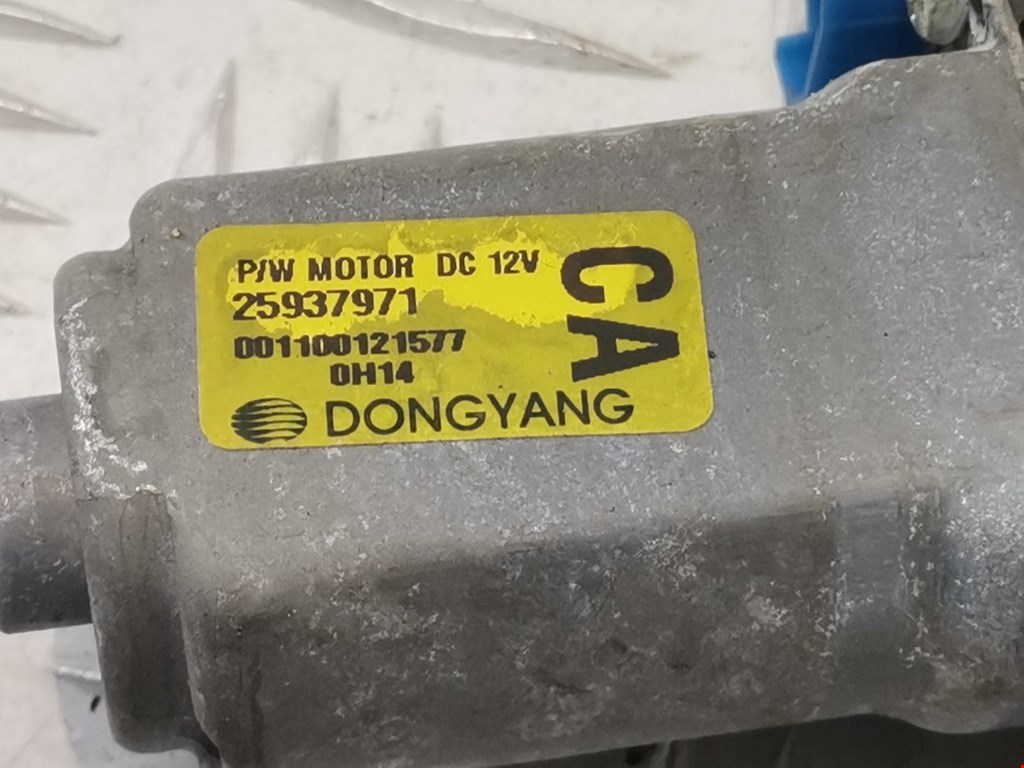 P/W MOTOR DC 12V
25937971
001100121577
0H14
DONGYANG
CA